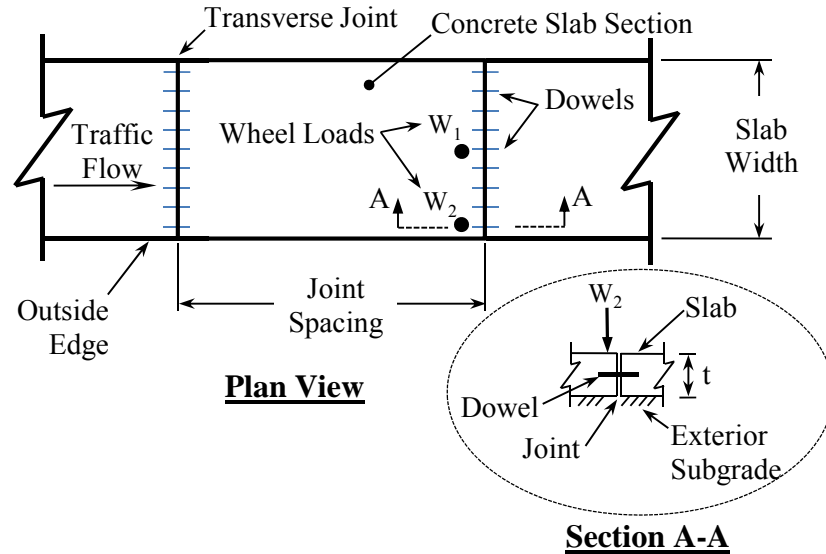 Transverse Joint
Concrete Slab Section
Dowels
Wheel Loads
W1
Traffic
Flow
Slab
Width
A
W2
A
Joint
Spacing
Outside
Edge
Plan View
W2
Slab
t
Dowel
Joint
Exterior
Subgrade
Section A-A